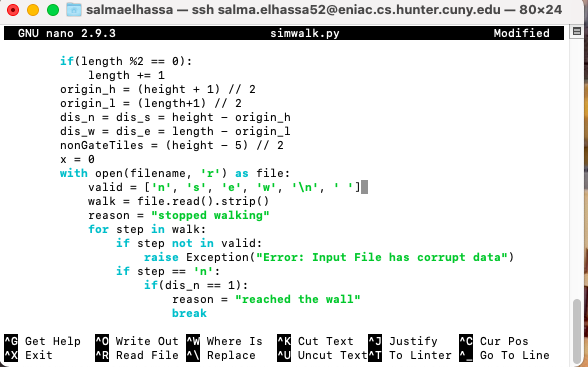 salmaelhassa — ssh salma.elhassa52@eniac.cs.hunter.cuny.edu — 80×24
GNU nano 2.9.3 simwalk.py Modified
if(length %2 == 0):
length += 1
origin_h = (height + 1) // 2
origin_l = (length+1) // 2
dis_n = dis_s = height - origin_h
dis_w = dis_e = length - origin_l
nonGateTiles = (height - 5) // 2
x = 0
with open(filename, 'r') as file:
valid = ['n', 's', 'e', 'w', '\n', ' ']
walk = file.read().strip()
reason = "stopped walking"
for step in walk:
if step not in valid:
raise Exception("Error: Input File has corrupt data")
if step == 'n':
if(dis_n == 1):
reason = "reached the wall"
break
^G Get Help ^O Write Out ^W Where Is ^K Cut Text ^J Justify ^C Cur Pos
^X Exit ^R Read File ^\ Replace ^U Uncut Text ^T To Linter ^_ Go To Line